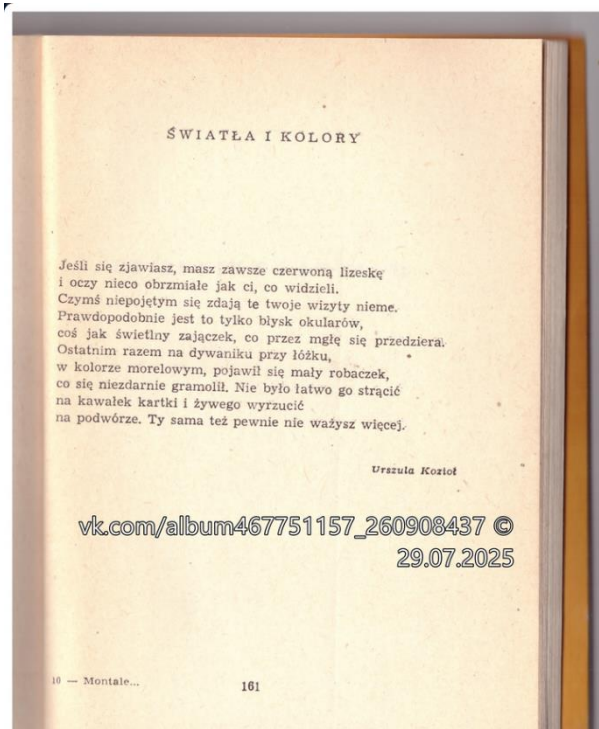 ŚWIATŁA I KOLORY
Jeśli się zjawiasz, masz zawsze czerwoną lizeskę
i oczy nieco obrzmiałe jak ci, co widzieli.
Czymś niepojętym się zdają te twoje wizyty nieme.
Prawdopodobnie jest to tylko błysk okularów,
coś jak świetlny zajączek, co przez mgłę się przedziera.
Ostatnim razem na dywaniku przy łóżku,
w kolorze morelowym, pojawił się mały robaczek,
co się niezdarnie gramolił. Nie było łatwo go strącić
na kawałek kartki i żywego wyrzucić
na podwórze. Ty sama też pewnie nie ważysz więcej.
Urszula Kozioł
vk.com/album467751157_260908437 ©
29.07.2025
10 — Montale...
161